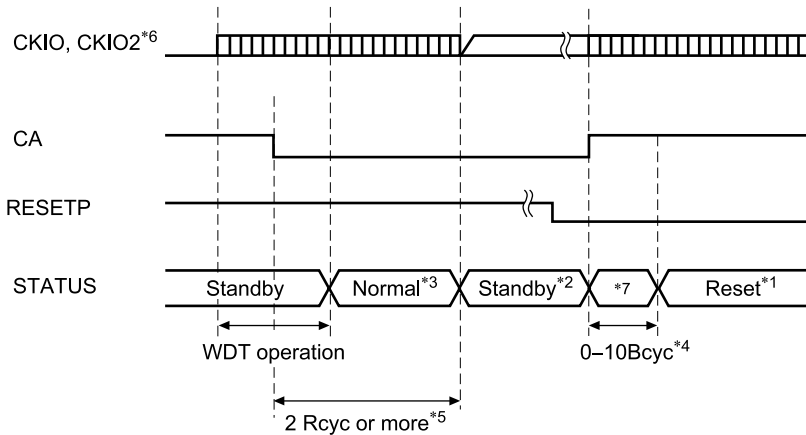 CKIO, CKIO2*6
CA
RESETP
STATUS Standby Normal*3 Standby*2 *7 Reset*1
WDT operation 0–10Bcyc*4
2 Rcyc or more*5